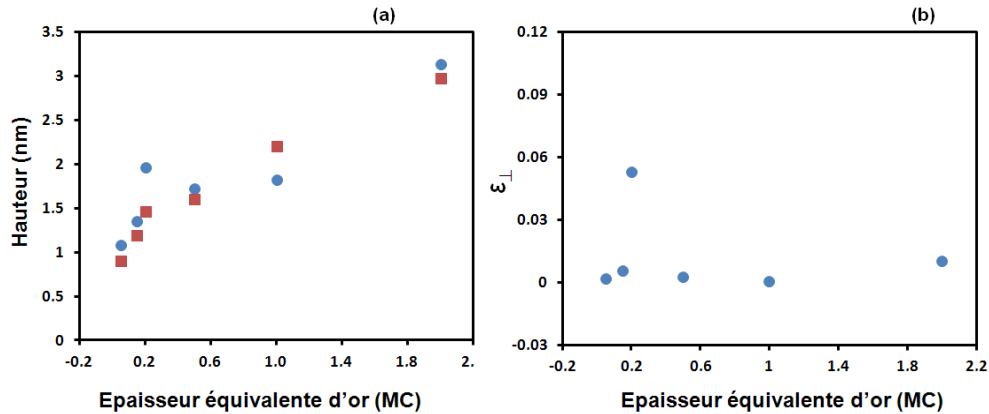 (a)
3.5
3
2.5
2
1.5
1
0.5
0
Hauteur (nm)
-0.2 0.2 0.6 1.0 1.4 1.8 2.
Epaisseur équivalente d’or (MC)
(b)
0.12
0.09
0.06
0.03
0
-0.03
ε⊥
-0.2 0.2 0.6 1 1.4 1.8 2.2
Epaisseur équivalente d’or (MC)